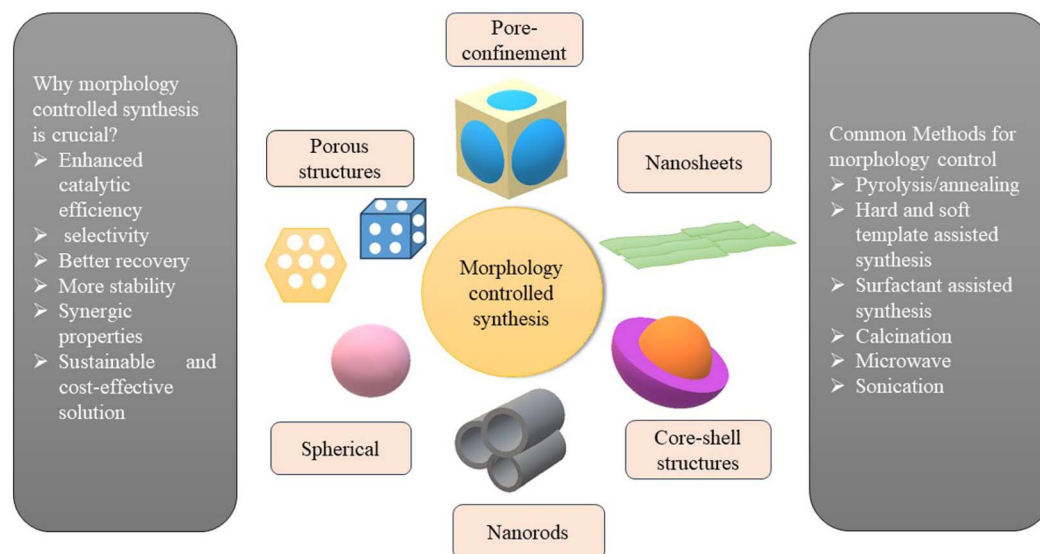 Why morphology
controlled synthesis
is crucial?
➢ Enhanced
catalytic
efficiency
➢ selectivity
➢ Better recovery
➢ More stability
➢ Synergic
properties
➢ Sustainable and
cost-effective
solution
Pore-
confinement
Porous
structures
Nanosheets
Morphology
controlled
synthesis
Spherical
Core-shell
structures
Nanorods
Common Methods for
morphology control
➢ Pyrolysis/annealing
➢ Hard and soft
template assisted
synthesis
➢ Surfactant assisted
synthesis
➢ Calcination
➢ Microwave
➢ Sonication